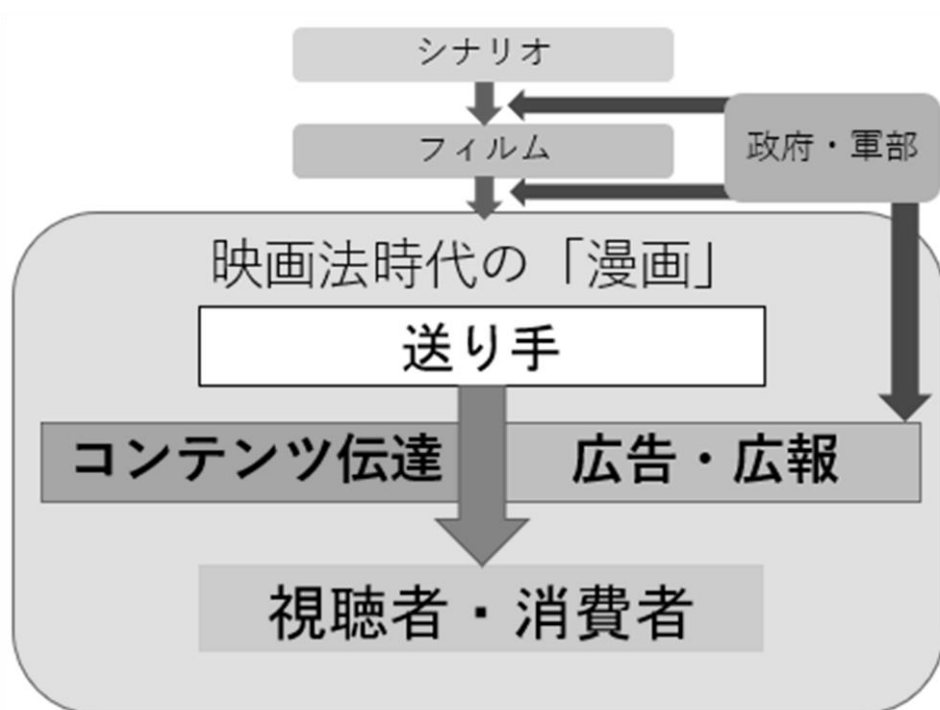 シナリオ
フィルム
政府・軍部
映画法時代の「漫画」
送り手
コンテンツ伝達
広告・広報
視聴者・消費者